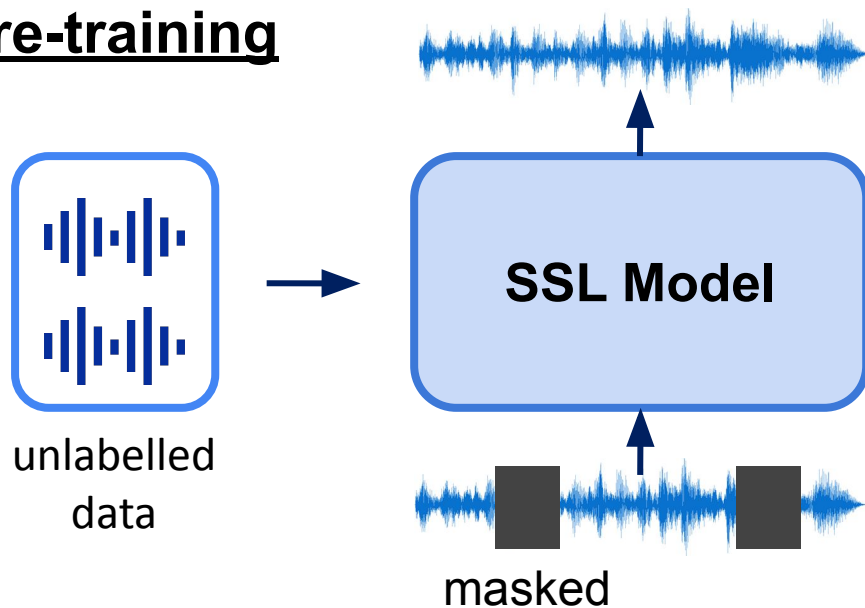 re-training
SSL Model
unlabelled
data
masked